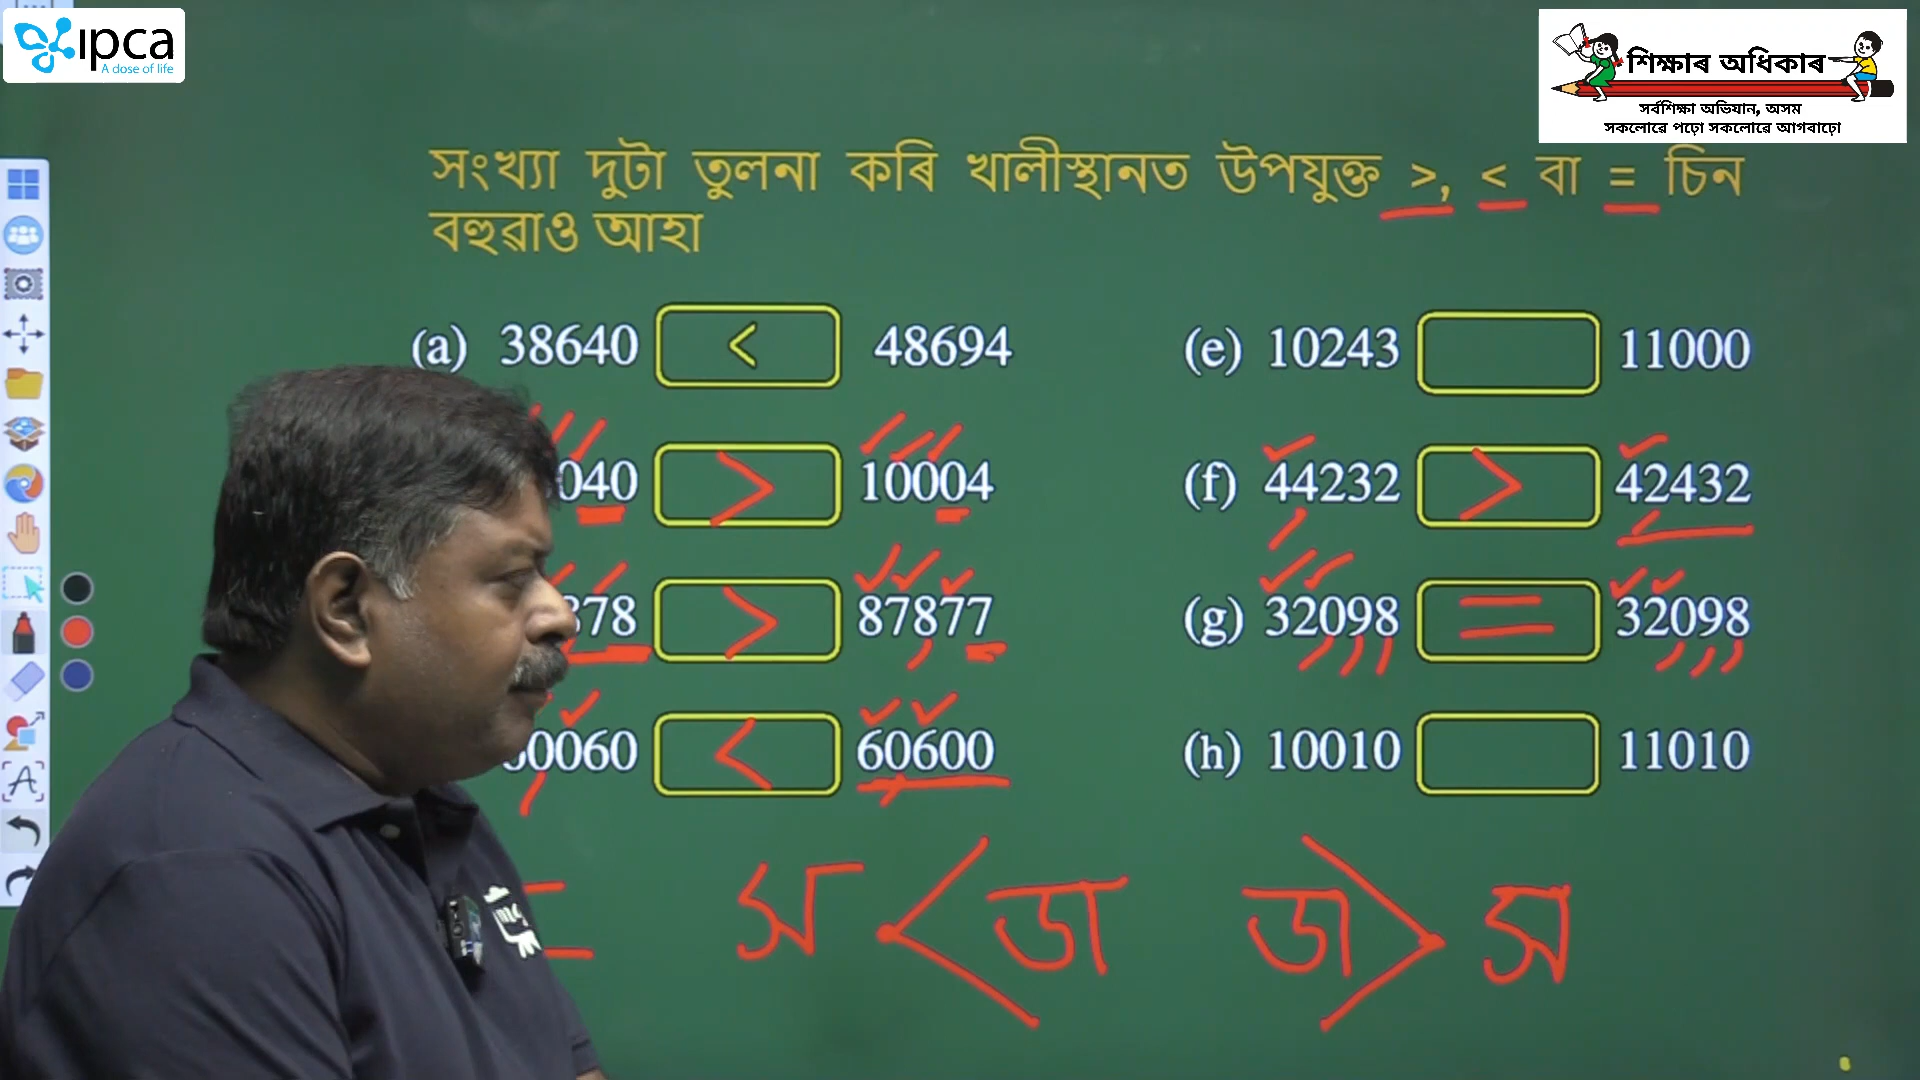 ipca
A dose of life
শিক্ষাৰ অধিকাৰ
সৰ্বশিক্ষা অভিযান, অসম
সকলোৱে পঢ়ো সকলোৱে আগবাঢ়ো
সংখ্যা দুটা তুলনা কৰি খালীস্থানত উপযুক্ত >, < বা = চিন
বহুৱাও আহা
(a) 38640 < 48694
040 > 10004
878 > 87877
60060 < 60600
(e) 10243 11000
(f) 44232 > 42432
(g) 32098 = 32098
(h) 10010 11010
= স < ডা ডা > স
A